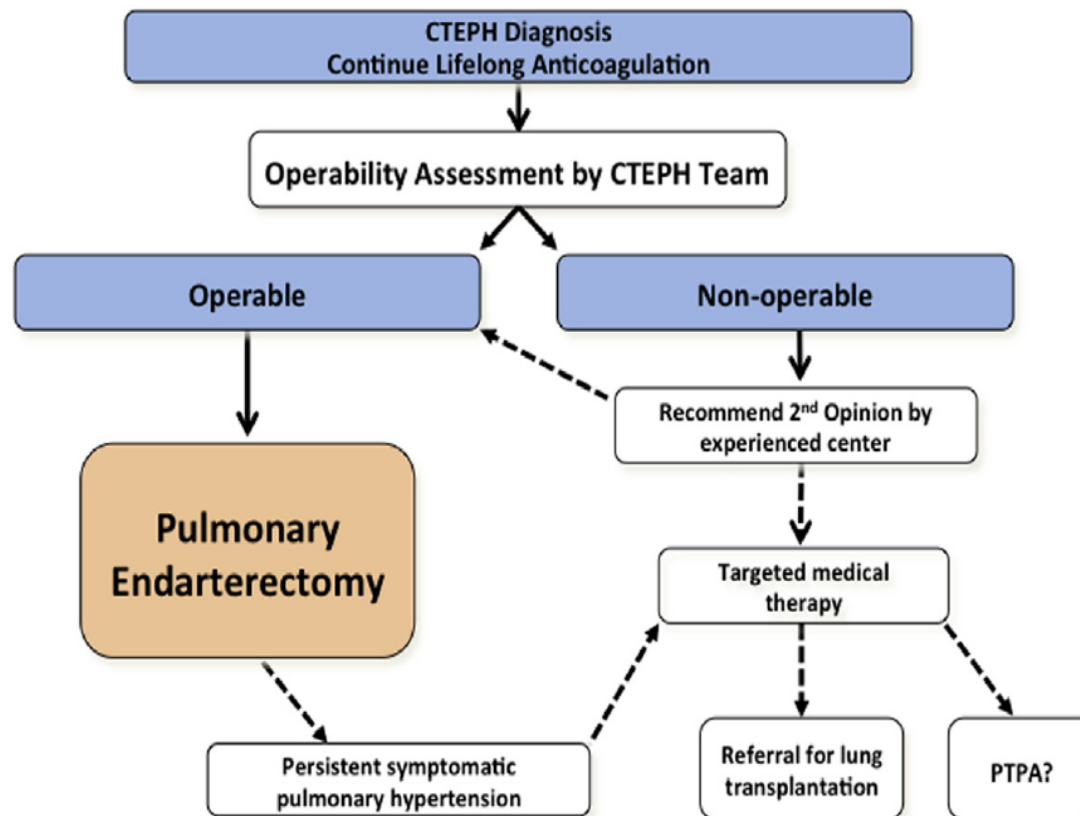 CTEPH Diagnosis
Continue Lifelong Anticoagulation
Operability Assessment by CTEPH Team
Operable
Non-operable
Recommend 2nd Opinion by
experienced center
Pulmonary
Endarterectomy
Targeted medical
therapy
Persistent symptomatic
pulmonary hypertension
Referral for lung
transplantation
PTPA?